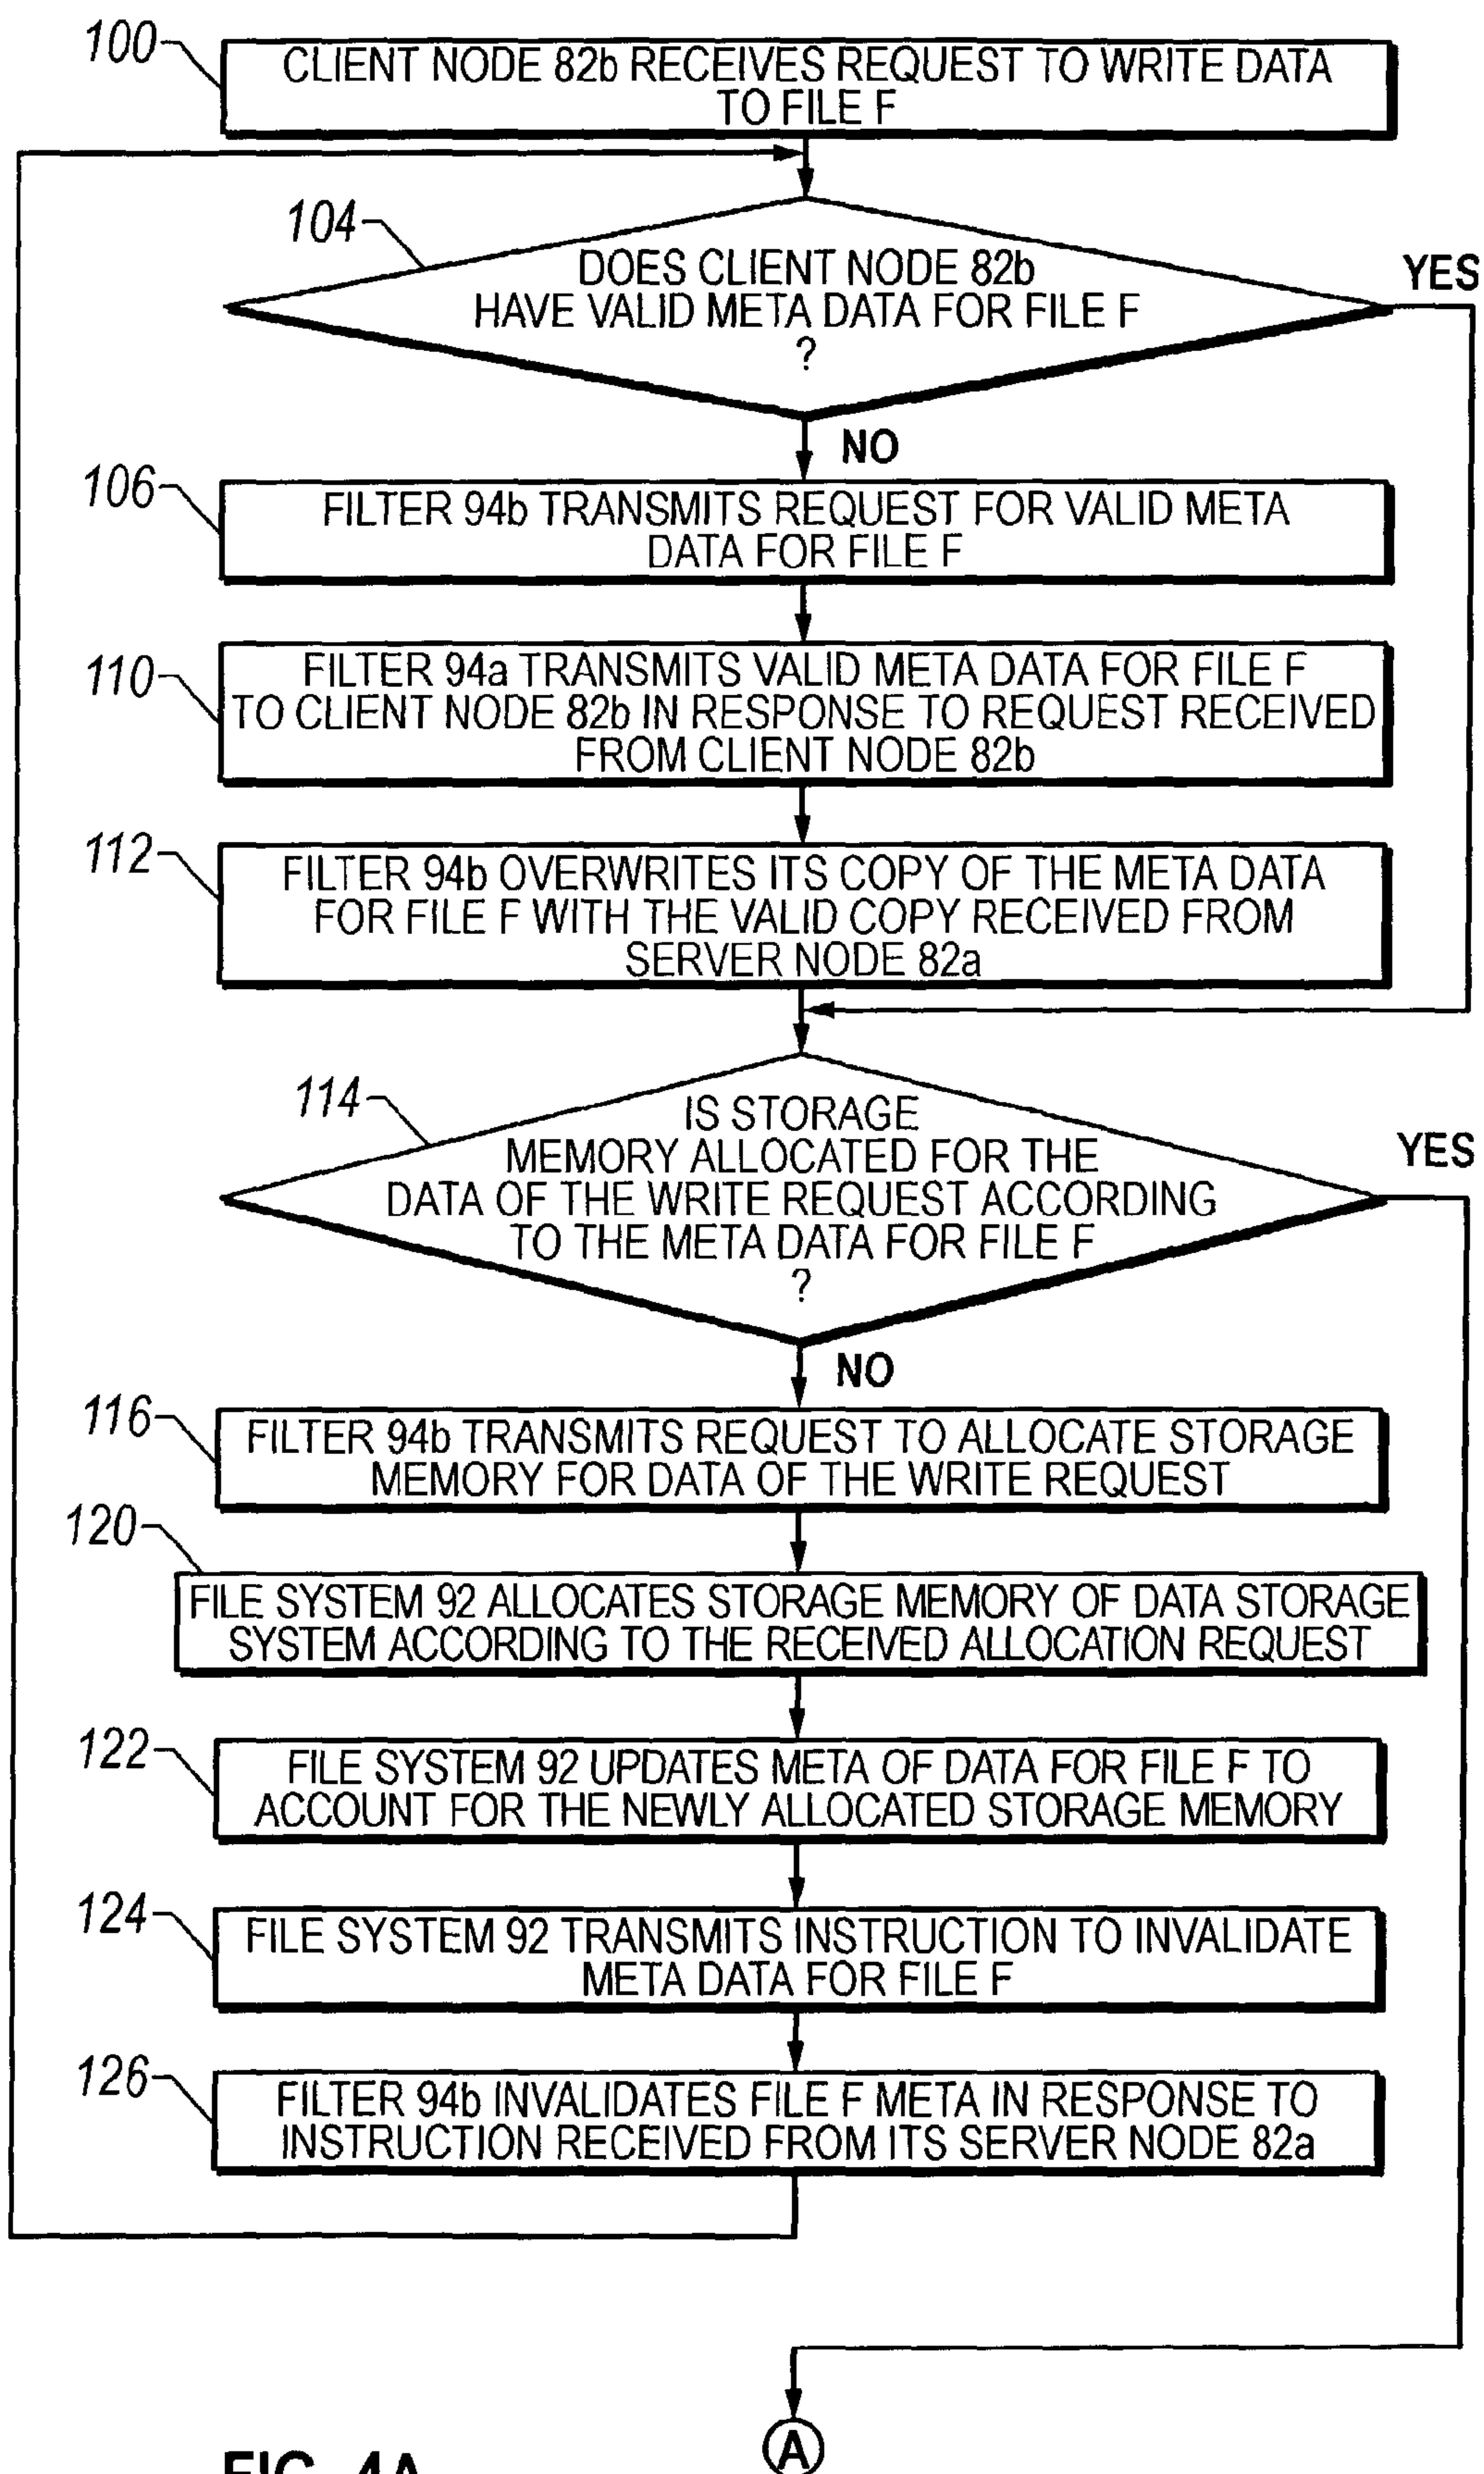 100
CLIENT NODE 82b RECEIVES REQUEST TO WRITE DATA
TO FILE F
104
DOES CLIENT NODE 82b
HAVE VALID META DATA FOR FILE F
?
YES
NO
106
FILTER 94b TRANSMITS REQUEST FOR VALID META
DATA FOR FILE F
110
FILTER 94a TRANSMITS VALID META DATA FOR FILE F
TO CLIENT NODE 82b IN RESPONSE TO REQUEST RECEIVED
FROM CLIENT NODE 82b
112
FILTER 94b OVERWRITES ITS COPY OF THE META DATA
FOR FILE F WITH THE VALID COPY RECEIVED FROM
SERVER NODE 82a
114
IS STORAGE
MEMORY ALLOCATED FOR THE
DATA OF THE WRITE REQUEST ACCORDING
TO THE META DATA FOR FILE F
?
YES
NO
116
FILTER 94b TRANSMITS REQUEST TO ALLOCATE STORAGE
MEMORY FOR DATA OF THE WRITE REQUEST
120
FILE SYSTEM 92 ALLOCATES STORAGE MEMORY OF DATA STORAGE
SYSTEM ACCORDING TO THE RECEIVED ALLOCATION REQUEST
122
FILE SYSTEM 92 UPDATES META OF DATA FOR FILE F TO
ACCOUNT FOR THE NEWLY ALLOCATED STORAGE MEMORY
124
FILE SYSTEM 92 TRANSMITS INSTRUCTION TO INVALIDATE
META DATA FOR FILE F
126
FILTER 94b INVALIDATES FILE F META IN RESPONSE TO
INSTRUCTION RECEIVED FROM ITS SERVER NODE 82a
A
FIG. 4A